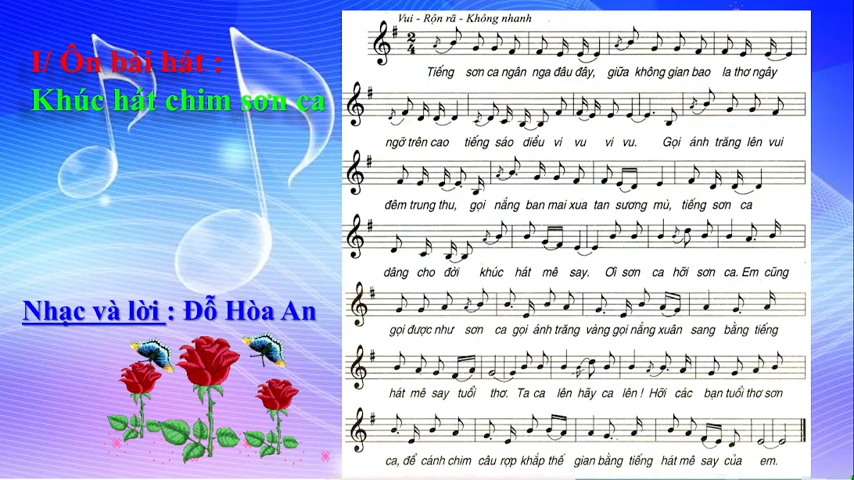 I/ Ôn bài hát :
Khúc hát chim sơn ca
Nhạc và lời : Đỗ Hòa An
Vui - Rộn rã - Không nhanh
2
4
Tiếng sơn ca ngân nga đâu đây, giữa không gian bao la thơ ngây
ngỡ trên cao tiếng sáo diều vi vu vi vu. Gọi ánh trăng lên vui
đêm trung thu, gọi nắng ban mai xua tan sương mù, tiếng sơn ca
dâng cho đời khúc hát mê say. Ơi sơn ca hỡi sơn ca. Em cũng
gọi được như sơn ca gọi ánh trăng vàng gọi nắng xuân sang bằng tiếng
hát mê say tuổi thơ. Ta ca lên hãy ca lên ! Hỡi các bạn tuổi thơ sơn
ca, để cánh chim câu rợp khắp thế gian bằng tiếng hát mê say của em.